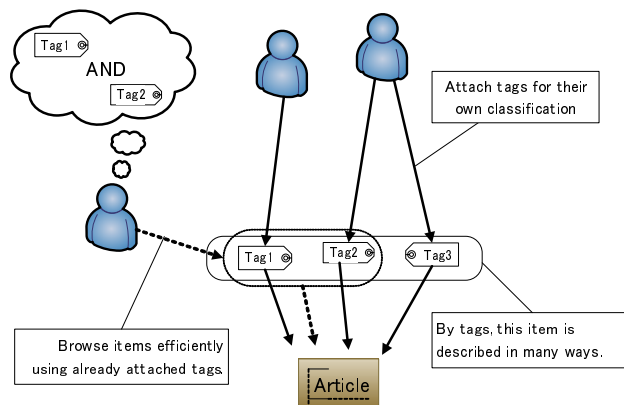 Tag1
AND
Tag2
Attach tags for their
own classification
Tag1
Tag2
Tag3
Browse items efficiently
using already attached tags.
By tags, this item is
described in many ways.
Article